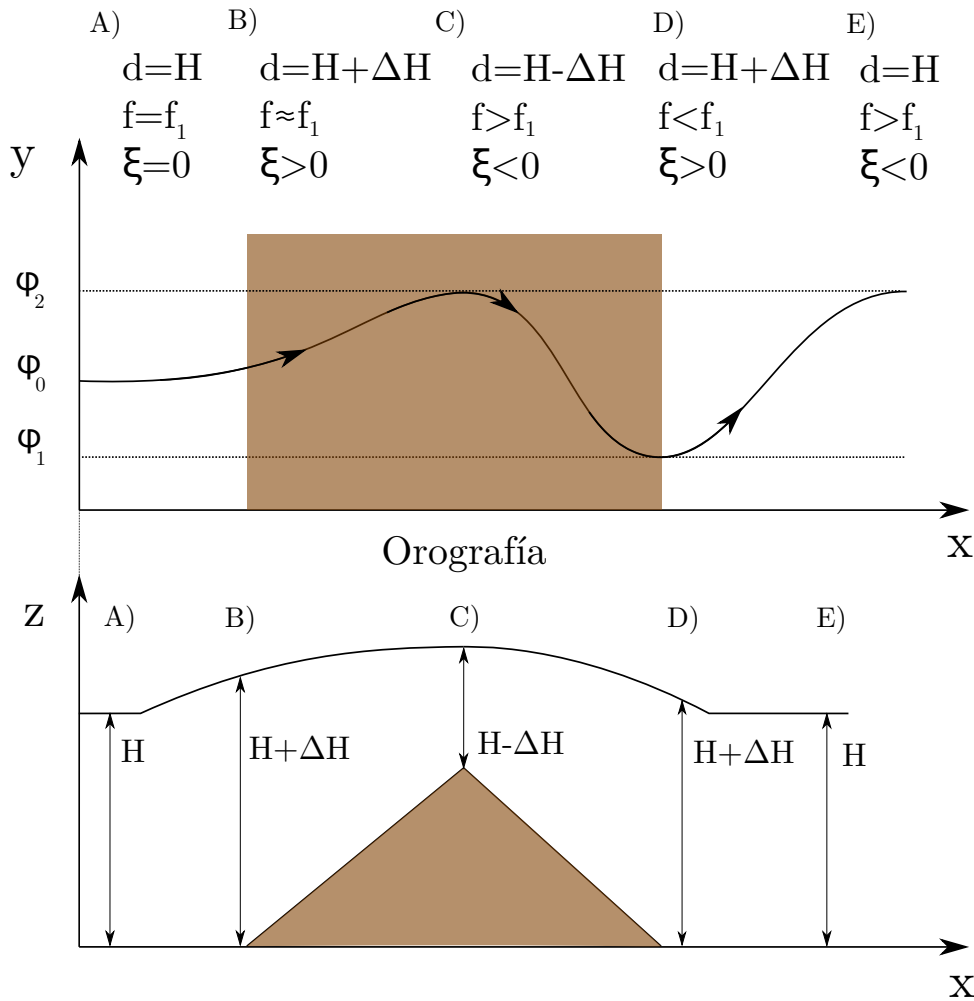 A) B) C) D) E)
d=H d=H+ΔH d=H-ΔH d=H+ΔH d=H
f=f₁ f≈f₁ f>f₁ f<f₁ f>f₁
ξ=0 ξ>0 ξ<0 ξ>0 ξ<0
y
φ₂
φ₀
φ₁
x
Orografía
z
A) B) C) D) E)
H H+ΔH H-ΔH H+ΔH H
x